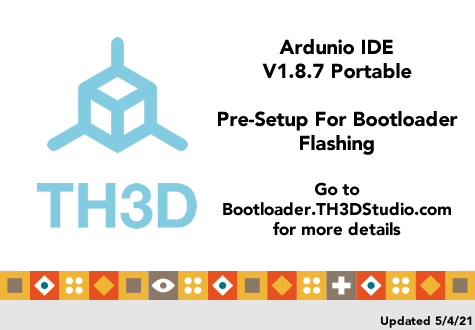 Ardunio IDE
V1.8.7 Portable
Pre-Setup For Bootloader
Flashing
Go to
Bootloader.TH3DStudio.com
for more details
TH3D
Updated 5/4/21